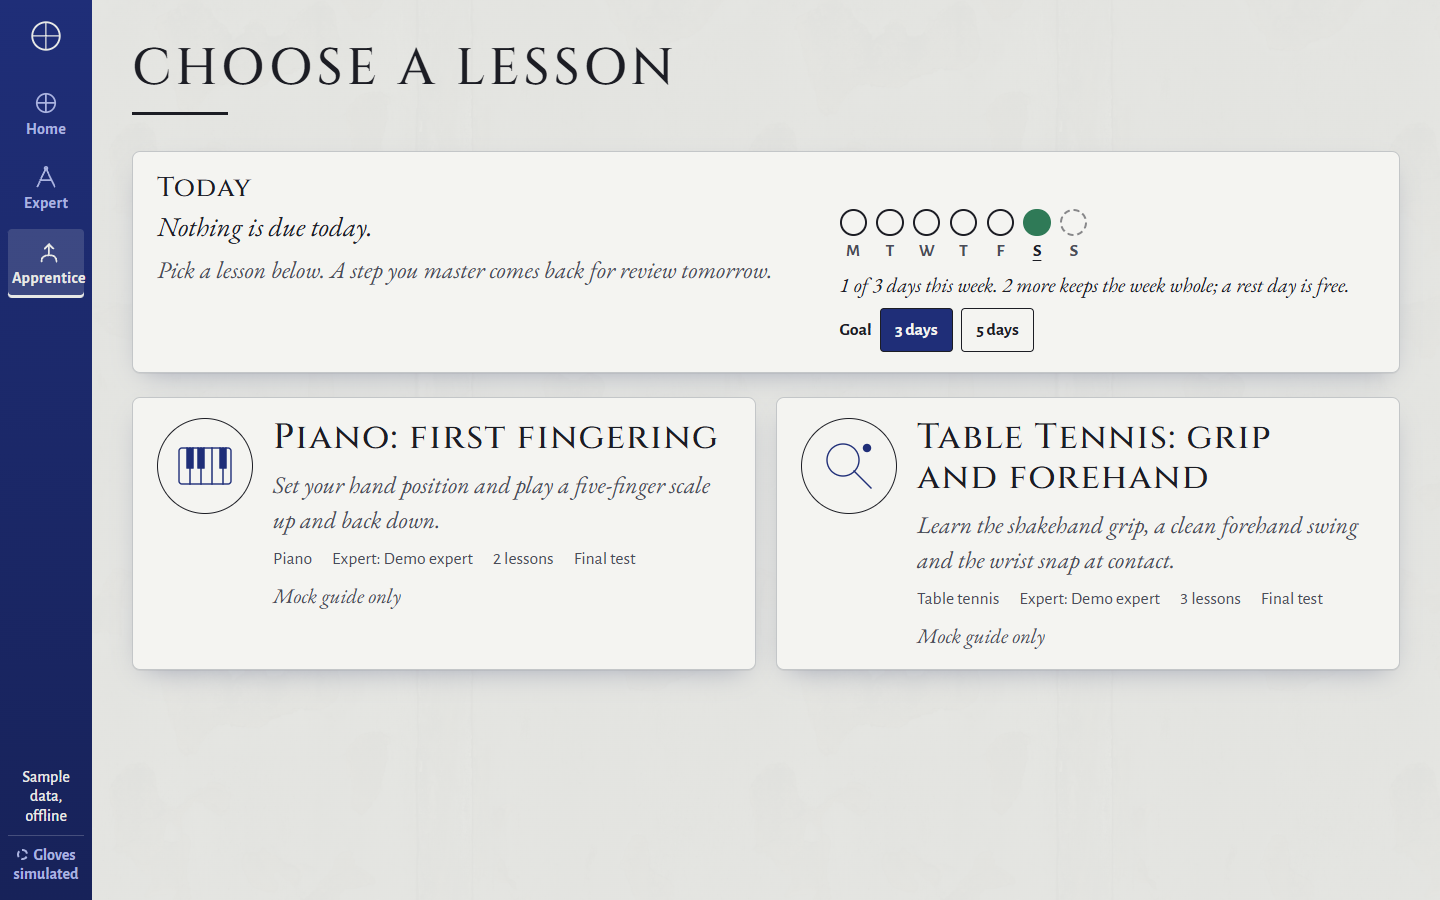 Home
Expert
Apprentice
Sample
data,
offline
Gloves
simulated
CHOOSE A LESSON
TODAY
Nothing is due today.
Pick a lesson below. A step you master comes back for review tomorrow.
M T W T F S S
1 of 3 days this week. 2 more keeps the week whole; a rest day is free.
Goal 3 days 5 days
PIANO: FIRST FINGERING
Set your hand position and play a five-finger scale
up and back down.
Piano Expert: Demo expert 2 lessons Final test
Mock guide only
TABLE TENNIS: GRIP
AND FOREHAND
Learn the shakehand grip, a clean forehand swing
and the wrist snap at contact.
Table tennis Expert: Demo expert 3 lessons Final test
Mock guide only